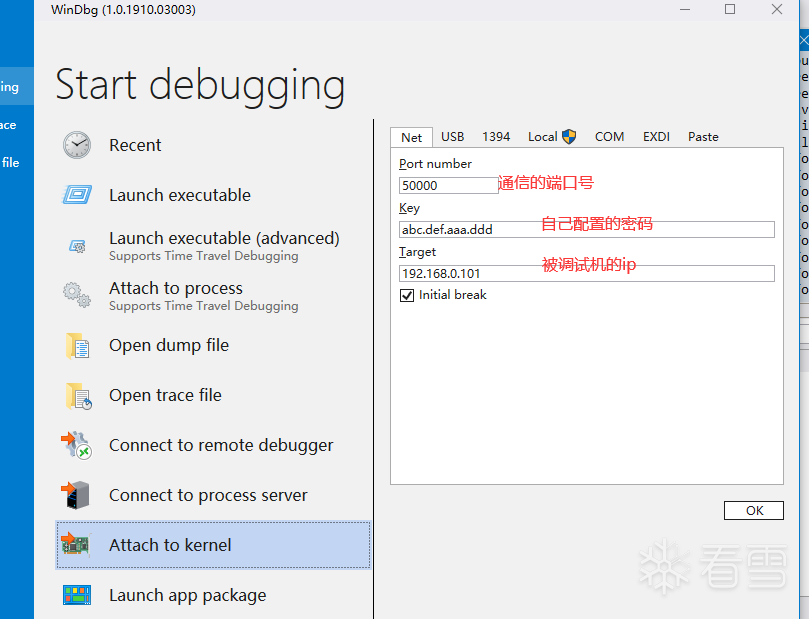 WinDbg (1.0.1910.03003)
Start debugging
ing
ace
file
Recent
Launch executable
Launch executable (advanced)
Supports Time Travel Debugging
Attach to process
Supports Time Travel Debugging
Open dump file
Open trace file
Connect to remote debugger
Connect to process server
Attach to kernel
Launch app package
Net USB 1394 Local COM EXDI Paste
Port number
50000 通信的端口号
Key
abc.def.aaa.ddd 自己配置的密码
Target
192.168.0.101 被调试机的ip
Initial break
OK
看雪